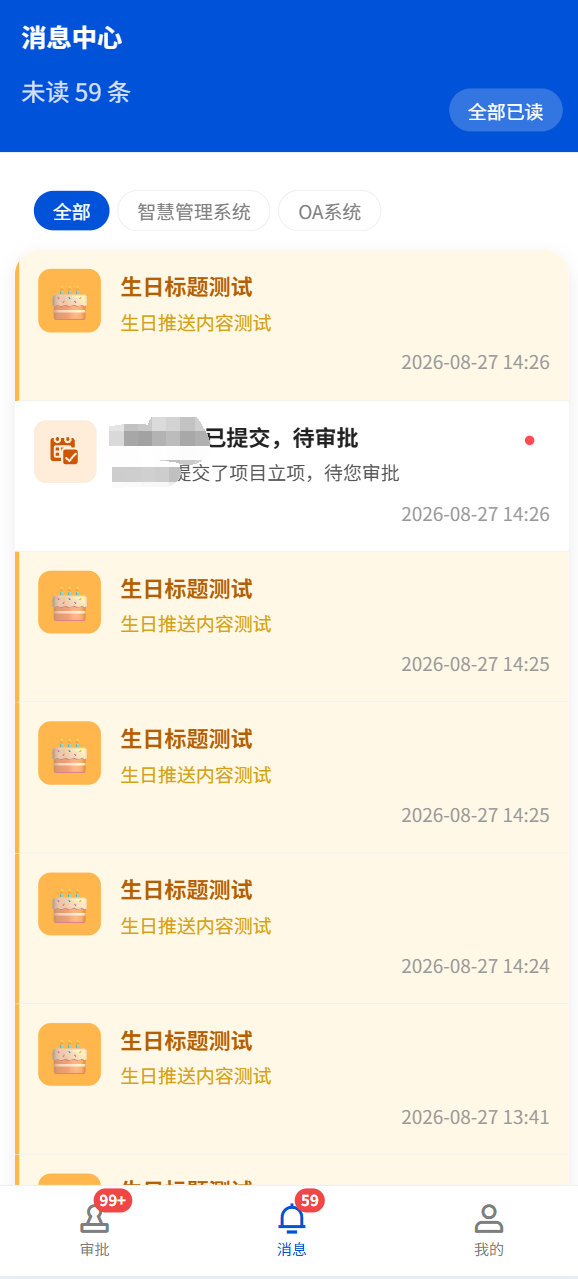 消息中心
未读 59 条
全部已读
全部 智慧管理系统 OA系统
生日标题测试
生日推送内容测试
2026-08-27 14:26
已提交，待审批
提交了项目立项，待您审批
2026-08-27 14:26
生日标题测试
生日推送内容测试
2026-08-27 14:25
生日标题测试
生日推送内容测试
2026-08-27 14:25
生日标题测试
生日推送内容测试
2026-08-27 14:24
生日标题测试
生日推送内容测试
2026-08-27 13:41
99+ 59
审批 消息 我的